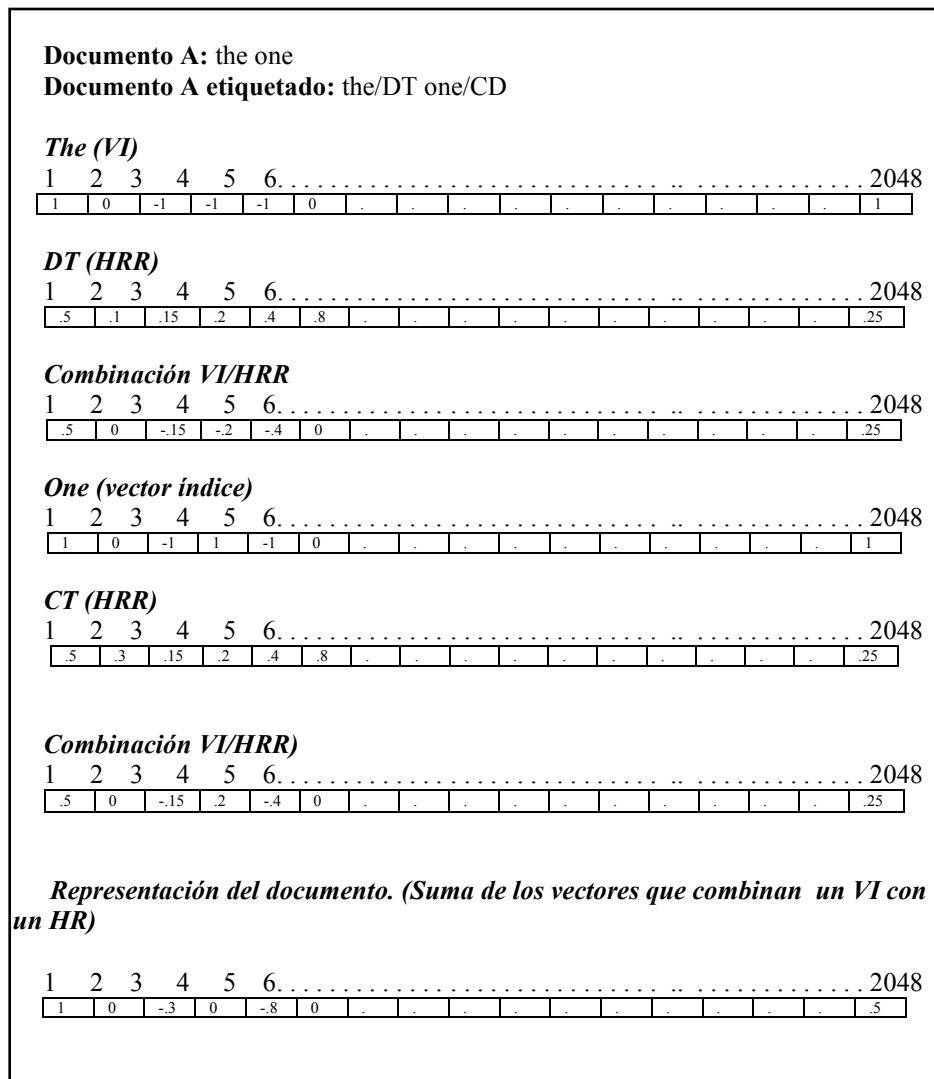 Documento A: the one
Documento A etiquetado: the/DT one/CD
The (VI)
1 2 3 4 5 6. . . . . . . . . . . . . . . . . . . . . . . . . . . . . .. . . . . . . . . . . . . . . 2048
1 0 -1 -1 -1 0 . . . . . . . . . . 1
DT (HRR)
1 2 3 4 5 6. . . . . . . . . . . . . . . . . . . . . . . . . . . . . .. . . . . . . . . . . . . . . 2048
.5 .1 .15 .2 .4 .8 . . . . . . . . . . .25
Combinación VI/HRR
1 2 3 4 5 6. . . . . . . . . . . . . . . . . . . . . . . . . . . . . .. . . . . . . . . . . . . . . 2048
.5 0 -.15 -.2 -.4 0 . . . . . . . . . . .25
One (vector índice)
1 2 3 4 5 6. . . . . . . . . . . . . . . . . . . . . . . . . . . . . .. . . . . . . . . . . . . . . 2048
1 0 -1 1 -1 0 . . . . . . . . . . 1
CT (HRR)
1 2 3 4 5 6. . . . . . . . . . . . . . . . . . . . . . . . . . . . . .. . . . . . . . . . . . . . . 2048
.5 .3 .15 .2 .4 .8 . . . . . . . . . . .25
Combinación VI/HRR)
1 2 3 4 5 6. . . . . . . . . . . . . . . . . . . . . . . . . . . . . .. . . . . . . . . . . . . . . 2048
.5 0 -.15 .2 -.4 0 . . . . . . . . . . .25
Representación del documento. (Suma de los vectores que combinan un VI con
un HR)
1 2 3 4 5 6. . . . . . . . . . . . . . . . . . . . . . . . . . . . . .. . . . . . . . . . . . . . . 2048
1 0 -.3 0 -.8 0 . . . . . . . . . . .5